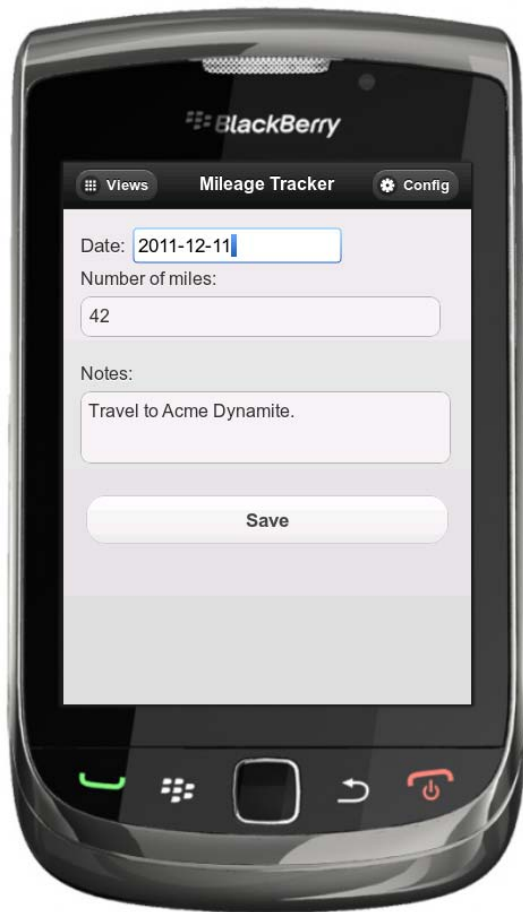 BlackBerry
Views Mileage Tracker Config
Date: 2011-12-11
Number of miles:
42
Notes:
Travel to Acme Dynamite.
Save